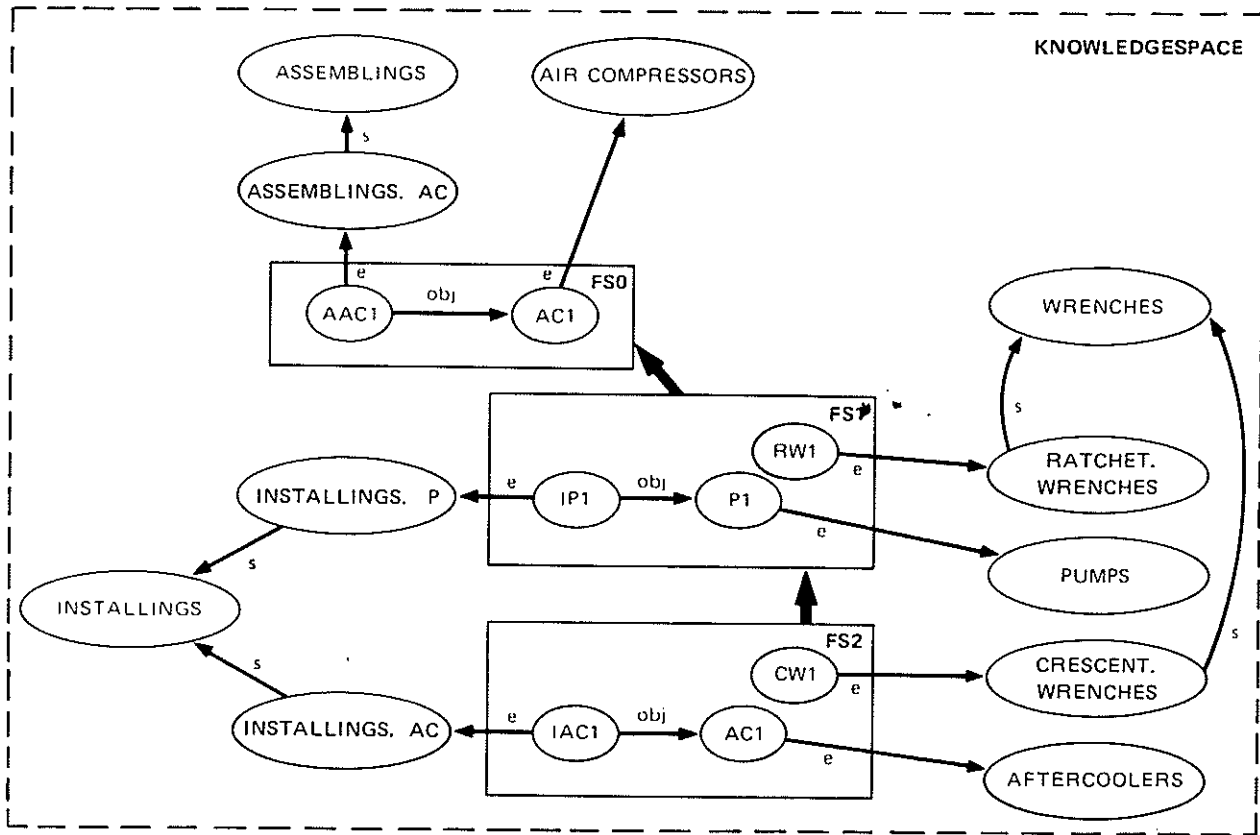 KNOWLEDGESPACE
ASSEMBLINGS
AIR COMPRESSORS
s
ASSEMBLINGS. AC
e
e
FS0
AAC1
obj
AC1
WRENCHES
FS1
s
RW1
e
RATCHET.
WRENCHES
INSTALLINGS. P
e
IP1
obj
P1
e
s
PUMPS
INSTALLINGS
FS2
s
s
CW1
e
CRESCENT.
WRENCHES
INSTALLINGS. AC
e
IAC1
obj
AC1
e
AFTERCOOLERS